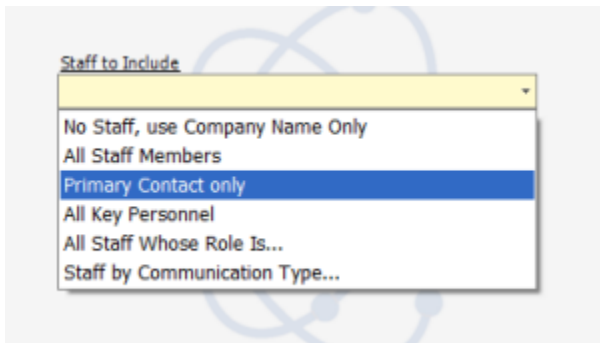 Staff to Include
No Staff, use Company Name Only
All Staff Members
Primary Contact only
All Key Personnel
All Staff Whose Role Is...
Staff by Communication Type...